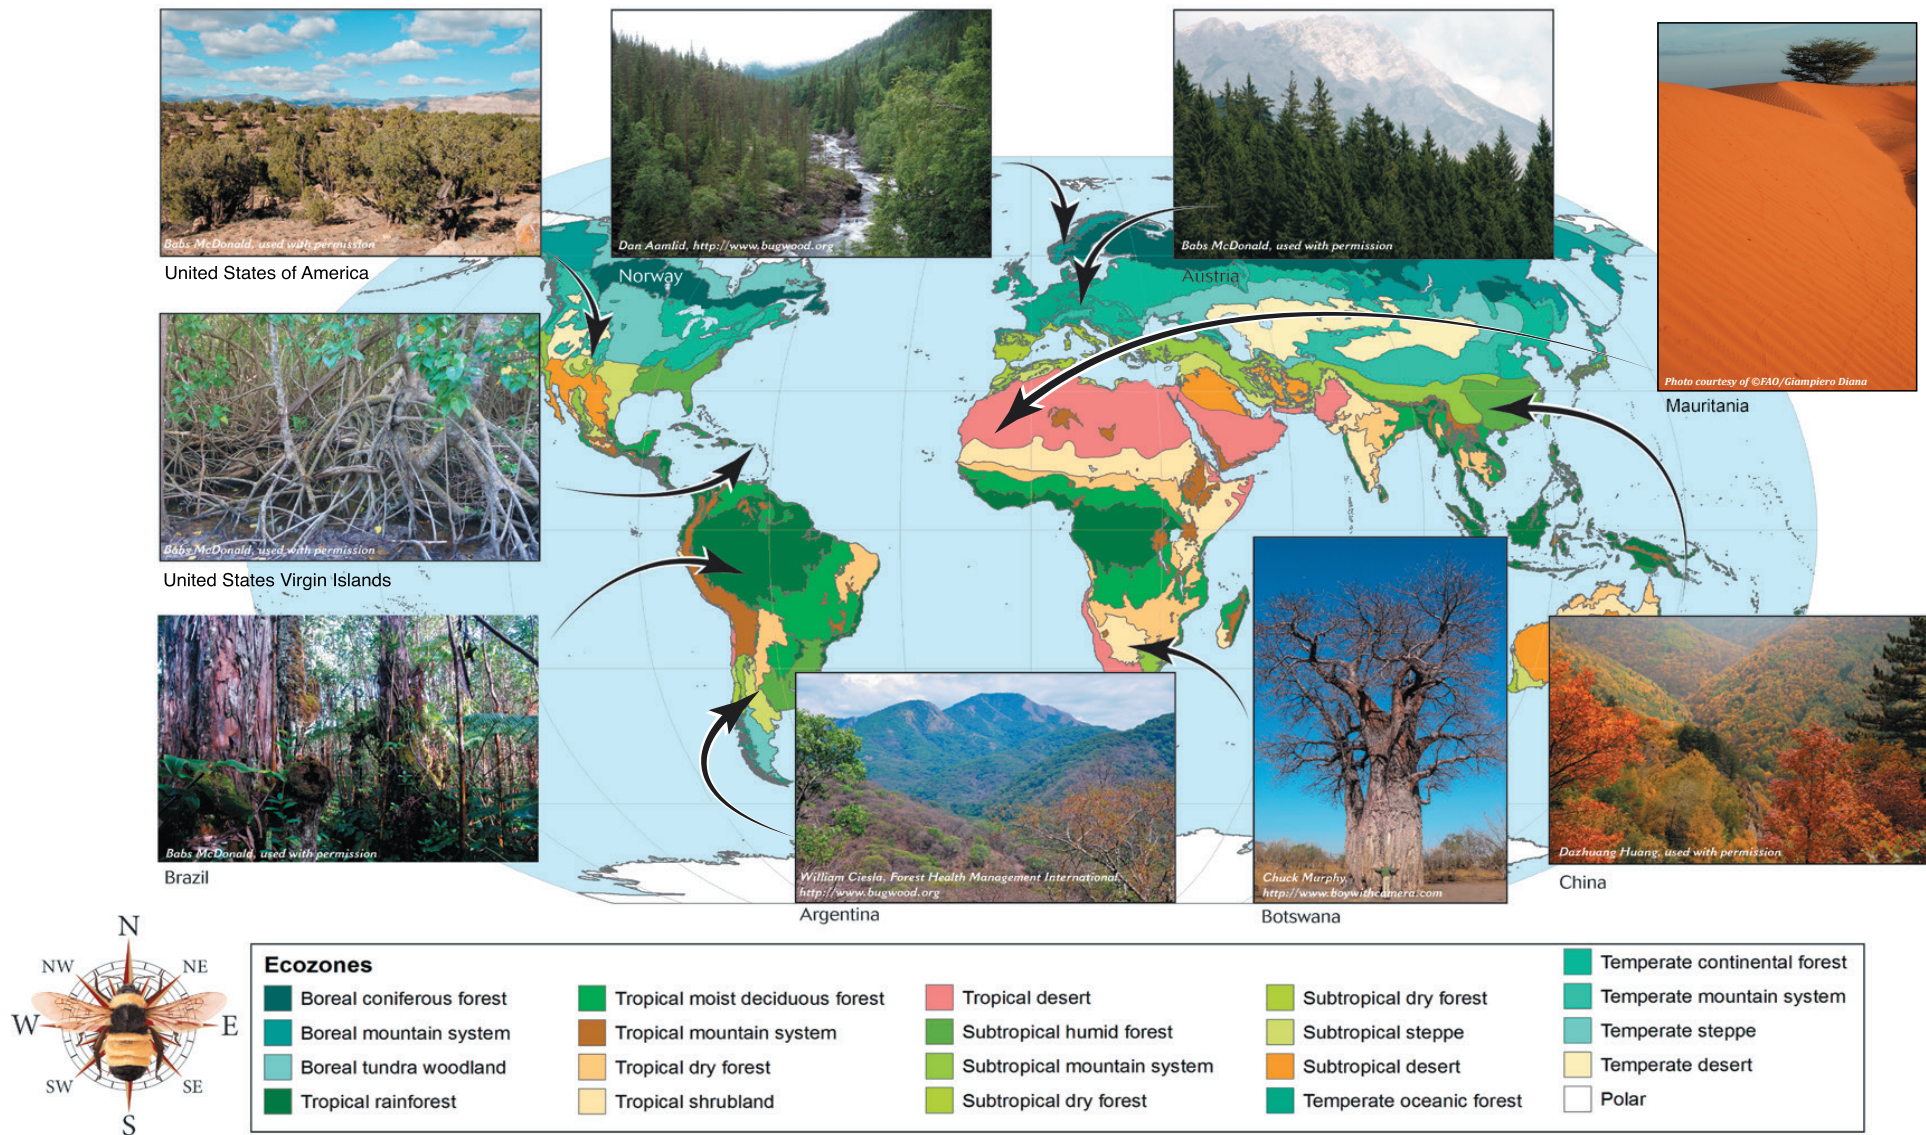 Babs McDonald, used with permission
United States of America
Dan Aamlid, http://www.bugwood.org
Norway
Babs McDonald, used with permission
Austria
Photo courtesy of ©FAO/Giampiero Diana
Mauritania
Babs McDonald, used with permission
United States Virgin Islands
Babs McDonald, used with permission
Brazil
William Ciesla, Forest Health Management International,
http://www.bugwood.org
Argentina
Chuck Murphy,
http://www.boywithcamera.com
Botswana
Dazhuang Huang, used with permission
China
N
NW
NE
W
E
SW
SE
S
Ecozones
Boreal coniferous forest
Boreal mountain system
Boreal tundra woodland
Tropical rainforest
Tropical moist deciduous forest
Tropical mountain system
Tropical dry forest
Tropical shrubland
Tropical desert
Subtropical humid forest
Subtropical mountain system
Subtropical dry forest
Subtropical dry forest
Subtropical steppe
Subtropical desert
Temperate oceanic forest
Temperate continental forest
Temperate mountain system
Temperate steppe
Temperate desert
Polar